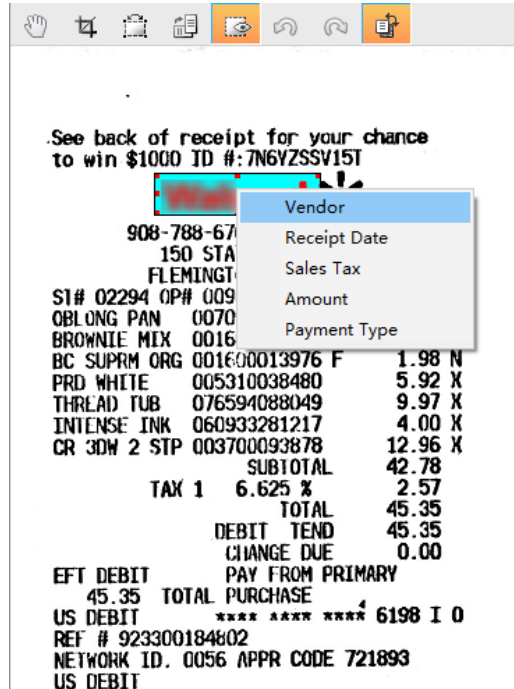 See back of receipt for your chance
to win $1000 ID #:7N6VZSSV15T
Vendor
Receipt Date
Sales Tax
Amount
Payment Type
908-788-67
150 STA
FLEMINGT
ST# 02294 OP# 009
OBLONG PAN 0070
BROWNIE MIX 0016
BC SUPRM ORG 001600013976 F 1.98 N
PRD WHITE 005310038480 5.92 X
THREAD TUB 076594088049 9.97 X
INTENSE INK 060933281217 4.00 X
CR 3DW 2 STP 003700093878 12.96 X
SUBTOTAL 42.78
TAX 1 6.625 % 2.57
TOTAL 45.35
DEBIT TEND 45.35
CHANGE DUE 0.00
EFT DEBIT PAY FROM PRIMARY
45.35 TOTAL PURCHASE
US DEBIT **** **** **** 6198 I 0
REF # 923300184802
NETWORK ID. 0056 APPR CODE 721893
US DEBIT